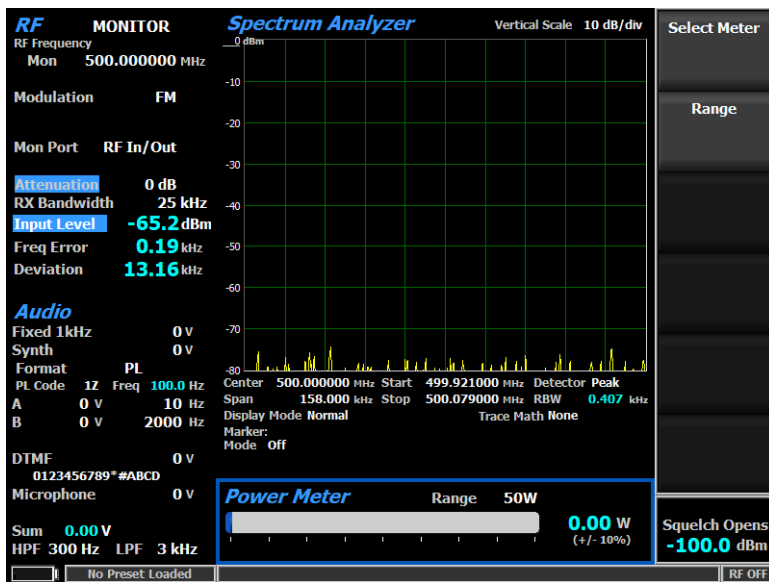 RF MONITOR
RF Frequency
Mon 500.000000 MHz
Modulation FM
Mon Port RF In/Out
Attenuation 0 dB
RX Bandwidth 25 kHz
Input Level -65.2 dBm
Freq Error 0.19 kHz
Deviation 13.16 kHz
Audio
Fixed 1kHz 0 V
Synth 0 V
Format PL
PL Code 1Z Freq 100.0 Hz
A 0 V 10 Hz
B 0 V 2000 Hz
DTMF 0 V
0123456789*#ABCD
Microphone 0 V
Sum 0.00 V
HPF 300 Hz LPF 3 kHz
Spectrum Analyzer Vertical Scale 10 dB/div
0 dBm
-10
-20
-30
-40
-50
-60
-70
-80
Center 500.000000 MHz Start 499.921000 MHz Detector Peak
Span 158.000 kHz Stop 500.079000 MHz RBW 0.407 kHz
Display Mode Normal Trace Math None
Marker:
Mode Off
Power Meter Range 50W
0.00 W
(+/- 10%)
Select Meter
Range
Squelch Opens
-100.0 dBm
No Preset Loaded
RF OFF